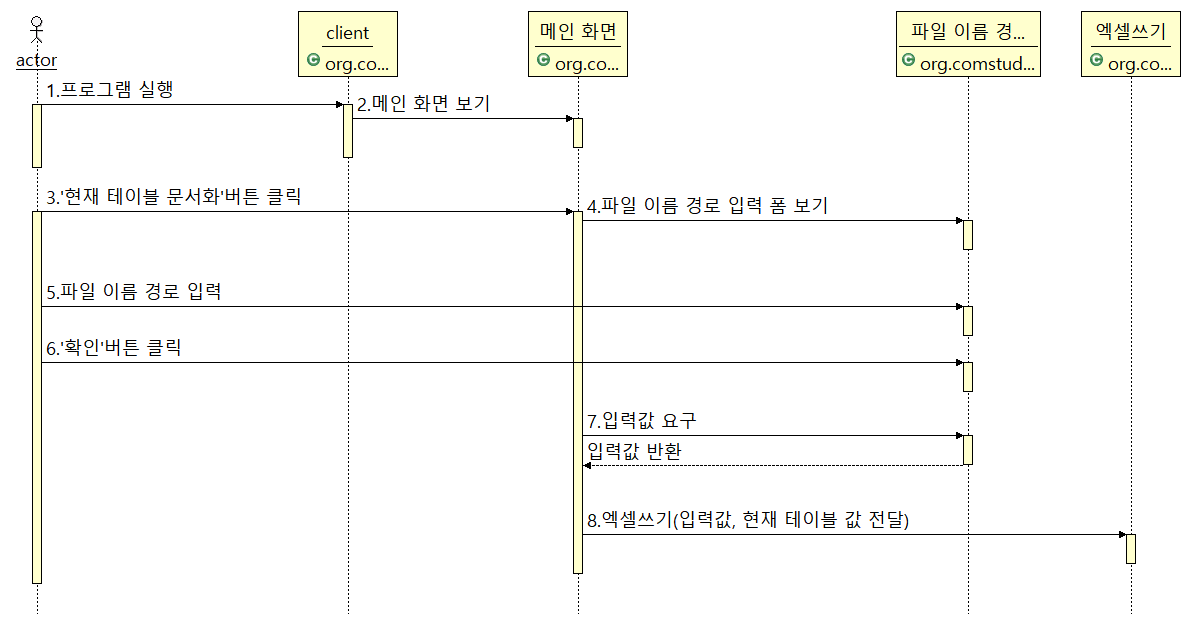 actor
client
org.co...
메인 화면
org.co...
파일 이름 경...
org.comstud...
엑셀쓰기
org.co...
1.프로그램 실행
2.메인 화면 보기
3.'현재 테이블 문서화'버튼 클릭
4.파일 이름 경로 입력 폼 보기
5.파일 이름 경로 입력
6.'확인'버튼 클릭
7.입력값 요구
입력값 반환
8.엑셀쓰기(입력값, 현재 테이블 값 전달)